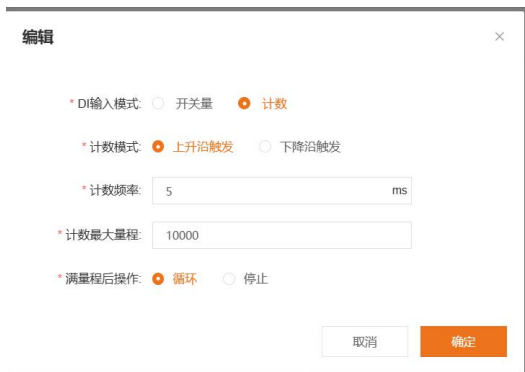 编辑
* DI输入模式: 开关量 计数
* 计数模式: 上升沿触发 下降沿触发
* 计数频率: 5 ms
* 计数最大量程: 10000
* 满量程后操作: 循环 停止
取消 确定